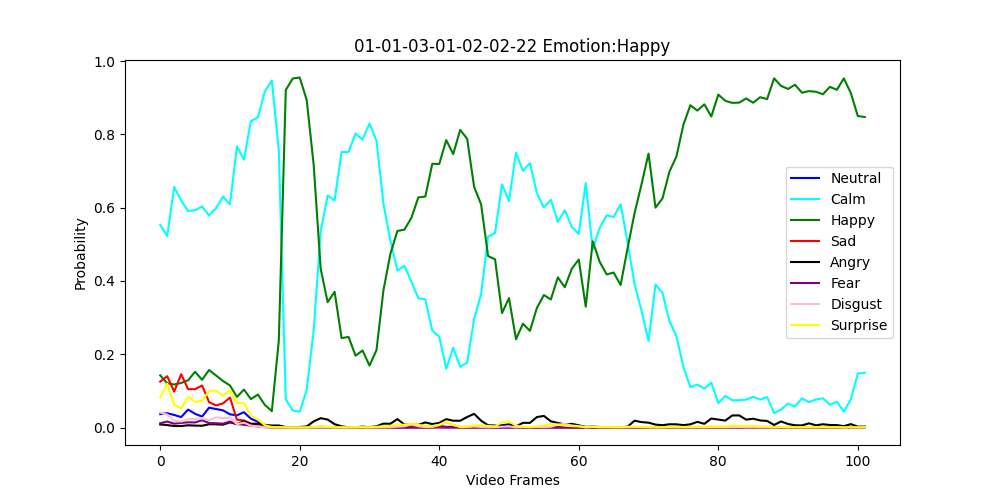 01-01-03-01-02-02-22 Emotion:Happy
1.0
0.8
0.6
0.4
0.2
0.0
Probability
0
20
40
60
80
100
Video Frames
Neutral
Calm
Happy
Sad
Angry
Fear
Disgust
Surprise